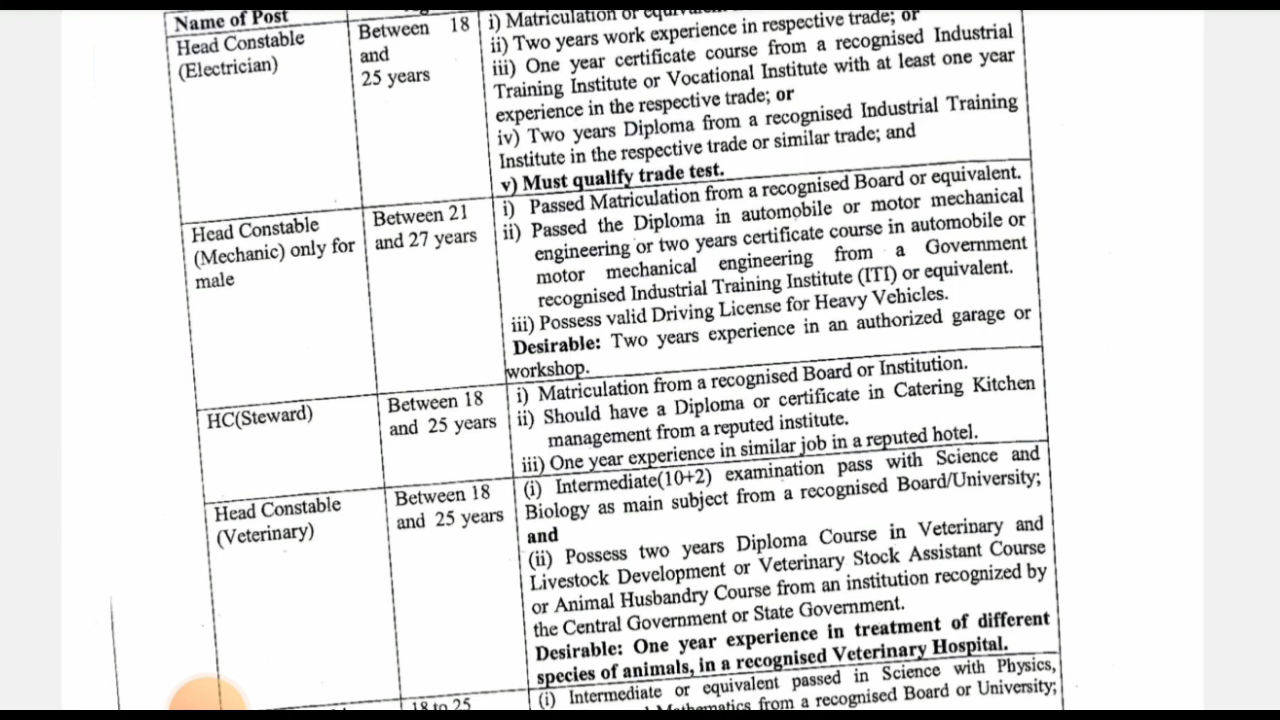 Name of Post
Head Constable
(Electrician)
Between 18
and
25 years
i) Matriculation or
ii) Two years work experience in respective trade; or
iii) One year certificate course from a recognised Industrial
Training Institute or Vocational Institute with at least one year
experience in the respective trade; or
iv) Two years Diploma from a recognised Industrial Training
Institute in the respective trade or similar trade; and
v) Must qualify trade test.
Head Constable
(Mechanic) only for
male
Between 21
and 27 years
i) Passed Matriculation from a recognised Board or equivalent.
ii) Passed the Diploma in automobile or motor mechanical
engineering or two years certificate course in automobile or
motor mechanical engineering from a Government
recognised Industrial Training Institute (ITI) or equivalent.
iii) Possess valid Driving License for Heavy Vehicles.
Desirable: Two years experience in an authorized garage or
workshop.
HC(Steward)
Between 18
and 25 years
i) Matriculation from a recognised Board or Institution.
ii) Should have a Diploma or certificate in Catering Kitchen
management from a reputed institute.
iii) One year experience in similar job in a reputed hotel.
Head Constable
(Veterinary)
Between 18
and 25 years
(i) Intermediate(10+2) examination pass with Science and
Biology as main subject from a recognised Board/University;
and
(ii) Possess two years Diploma Course in Veterinary and
Livestock Development or Veterinary Stock Assistant Course
or Animal Husbandry Course from an institution recognized by
the Central Government or State Government.
Desirable: One year experience in treatment of different
species of animals, in a recognised Veterinary Hospital.
18 to 25
(i) Intermediate or equivalent passed in Science with Physics,
Mathematics from a recognised Board or University;